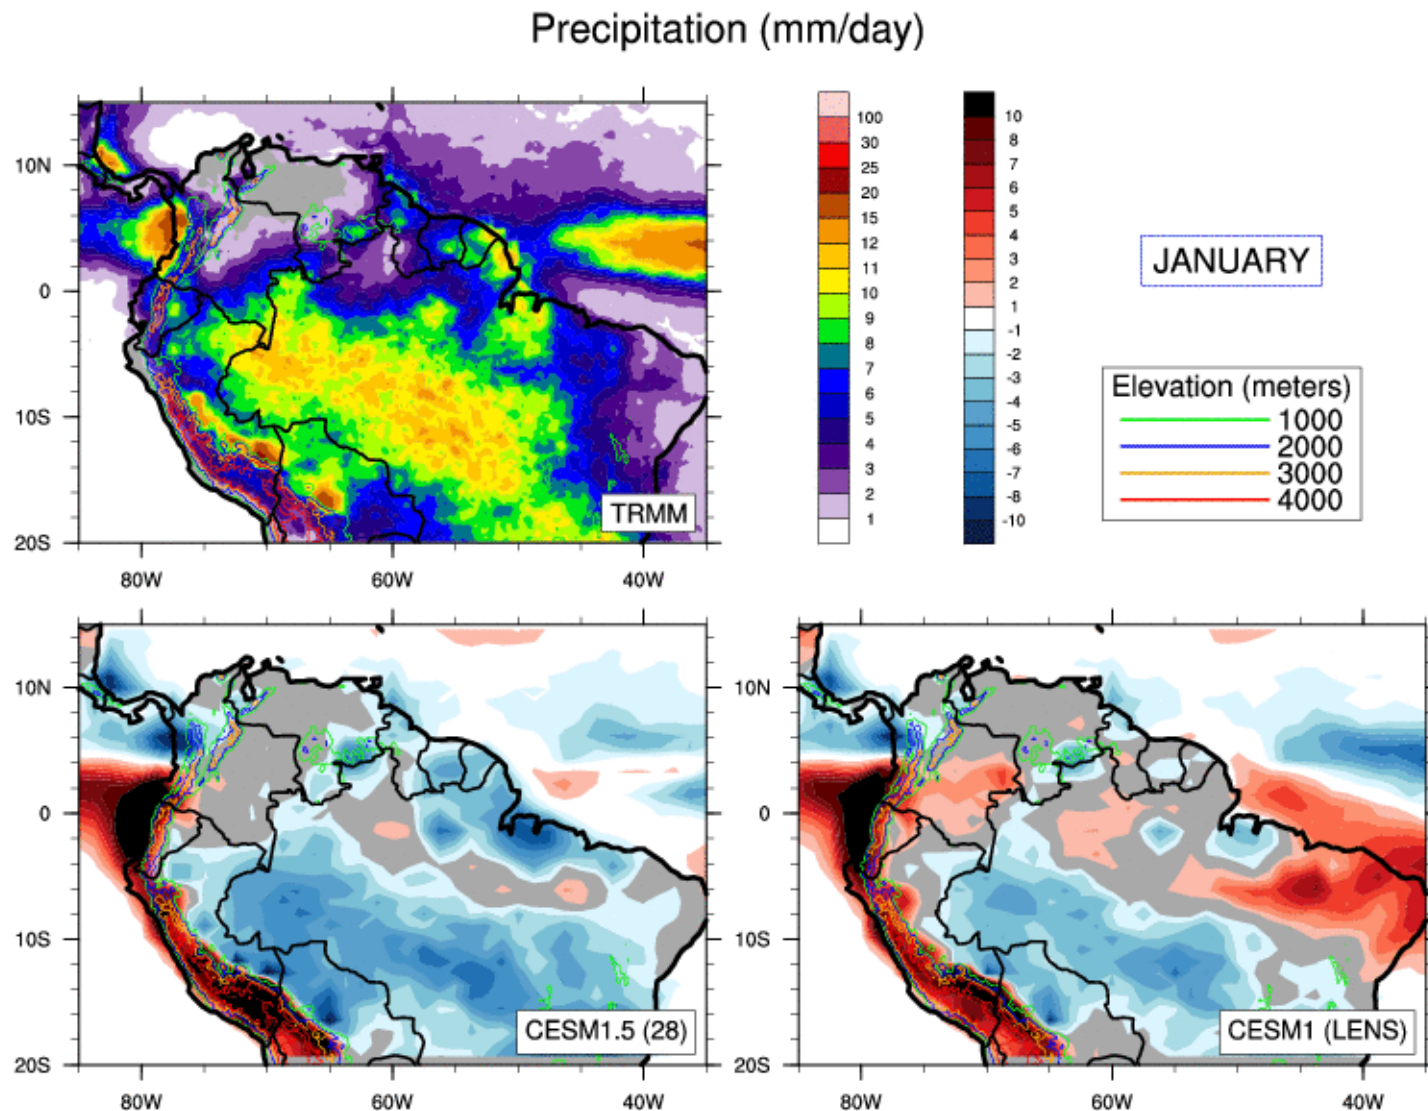 Precipitation (mm/day)
10N
0
10S
20S
80W
60W
40W
TRMM
100
30
25
20
15
12
11
10
9
8
7
6
5
4
3
2
1
10
8
7
6
5
4
3
2
1
-1
-2
-3
-4
-5
-6
-7
-8
-10
JANUARY
Elevation (meters)
1000
2000
3000
4000
10N
0
10S
20S
80W
60W
40W
CESM1.5 (28)
10N
0
10S
20S
80W
60W
40W
CESM1 (LENS)